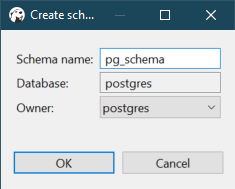 Create sch...
Schema name: pg_schema
Database: postgres
Owner: postgres
OK Cancel